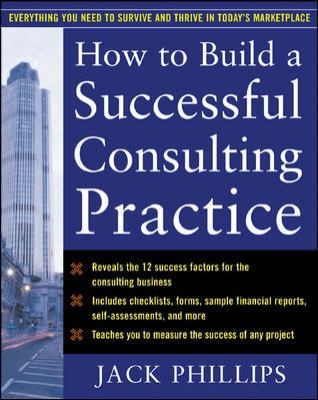 EVERYTHING YOU NEED TO SURVIVE AND THRIVE IN TODAY'S MARKETPLACE
How to Build a
Successful
Consulting
Practice
Reveals the 12 success factors for the
consulting business
Includes checklists, forms, sample financial reports,
self-assessments, and more
Teaches you to measure the success of any project
JACK PHILLIPS